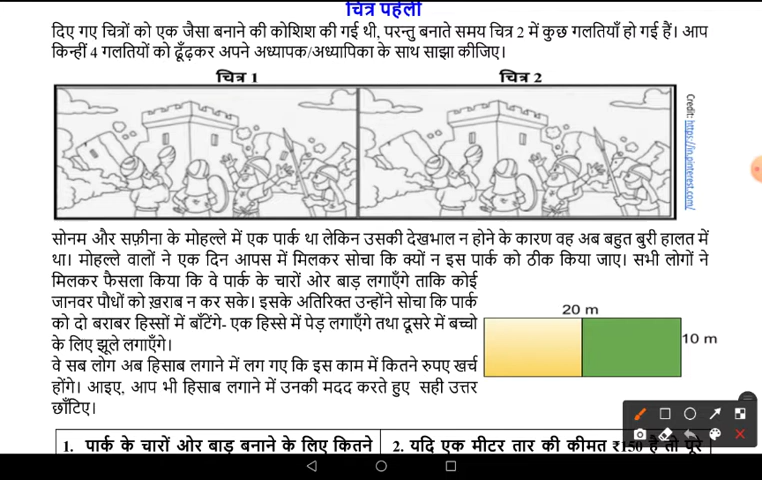 चित्र पहेली
दिए गए चित्रों को एक जैसा बनाने की कोशिश की गई थी, परन्तु बनाते समय चित्र 2 में कुछ गलतियाँ हो गई हैं। आप
किन्हीं 4 गलतियों को ढूँढ़कर अपने अध्यापक/अध्यापिका के साथ साझा कीजिए।
चित्र 1
चित्र 2
Credit: https://in.pinterest.com/
सोनम और सफ़ीना के मोहल्ले में एक पार्क था लेकिन उसकी देखभाल न होने के कारण वह अब बहुत बुरी हालत में
था। मोहल्ले वालों ने एक दिन आपस में मिलकर सोचा कि क्यों न इस पार्क को ठीक किया जाए। सभी लोगों ने
मिलकर फैसला किया कि वे पार्क के चारों ओर बाड़ लगाएँगे ताकि कोई
जानवर पौधों को ख़राब न कर सके। इसके अतिरिक्त उन्होंने सोचा कि पार्क
को दो बराबर हिस्सों में बाँटेंगे- एक हिस्से में पेड़ लगाएँगे तथा दूसरे में बच्चो
के लिए झूले लगाएँगे।
वे सब लोग अब हिसाब लगाने में लग गए कि इस काम में कितने रुपए खर्च
होंगे। आइए, आप भी हिसाब लगाने में उनकी मदद करते हुए सही उत्तर
छाँटिए।
20 m
10 m
1. पार्क के चारों ओर बाड़ बनाने के लिए कितने
2. यदि एक मीटर तार की कीमत ₹150 है तो पूरे